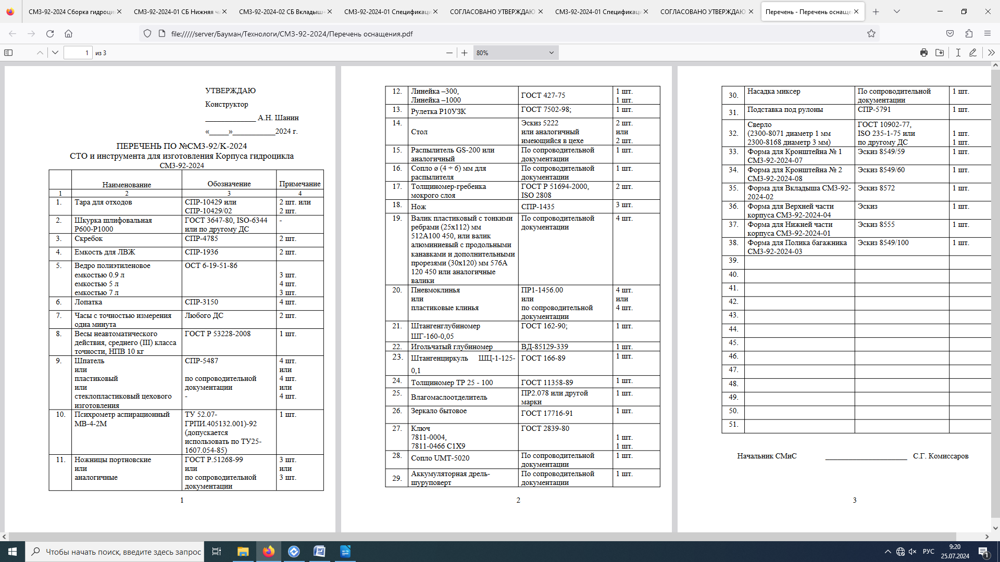 СМЗ-92-2024 Сборка гидроци
СМЗ-92-2024-01 СБ Нижняя ча
СМЗ-92-2024-02 СБ Вкладыш
СМЗ-92-2024-01 Спецификаци
СОГЛАСОВАНО УТВЕРЖДАЮ
СМЗ-92-2024-01 Спецификаци
СОГЛАСОВАНО УТВЕРЖДАЮ
Перечень - Перечень оснаще
file://///server/Бауман/Технологи/СМЗ-92-2024/Перечень оснащения.pdf
1 из 3
80%
УТВЕРЖДАЮ
Конструктор
_____________ А.Н. Шанин
«_____»___________2024 г.
ПЕРЕЧЕНЬ ПО №СМЗ-92/К-2024
СТО и инструмента для изготовления Корпуса гидроцикла
СМЗ-92-2024
Наименование Обозначение Примечание
1 2 3 4
1. Тара для отходов СПР-10429 или 2 шт. или
СПР-10429/02 2 шт.
2. Шкурка шлифовальная ГОСТ 3647-80, ISO-6344 -
Р600-Р1000 или по другому ДС
3. Скребок СПР-4785 2 шт.
4. Емкость для ЛВЖ СПР-1936 2 шт.
5. Ведро полиэтиленовое ОСТ 6-19-51-86
емкостью 0.9 л 3 шт.
емкостью 5 л 4 шт.
емкостью 7 л 3 шт.
6. Лопатка СПР-3150 4 шт.
7. Часы с точностью измерения Любого ДС 2 шт.
одна минута
8. Весы неавтоматического ГОСТ Р 53228-2008 1 шт.
действия, среднего (III) класса
точности, НПВ 10 кг
9. Шпатель СПР-5487 4 шт.
или или
пластиковый по сопроводительной 4 шт.
или документации или
стеклопластиковый цехового - 4 шт.
изготовления
10. Психрометр аспирационный ТУ 52.07- 1 шт.
МВ-4-2М ГРПИ.405132.001)-92
(допускается
использовать по ТУ25-
1607.054-85)
11. Ножницы портновские ГОСТ Р.51268-99 3 шт.
или или или
аналогичные по сопроводительной 3 шт.
документации
1
12. Линейка –300, ГОСТ 427-75 1 шт.
Линейка –1000 1 шт.
13. Рулетка Р10УЗК ГОСТ 7502-98; 1 шт.
14. Стол Эскиз 5222 2 шт.
или аналогичный или
имеющийся в цехе 2 шт.
15. Распылитель GS-200 или По сопроводительной 1 шт.
аналогичный документации
16. Сопло ø (4 ÷ 6) мм для По сопроводительной 1 шт.
распылителя документации
17. Толщиномер-гребенка ГОСТ Р 51694-2000, 2 шт.
мокрого слоя ISO 2808
18. Нож СПР-1435 3 шт.
19. Валик пластиковый с тонкими По сопроводительной 4 шт.
ребрами (25х112) мм документации
512А100 450, или валик
алюминиевый с продольными
канавками и дополнительными
прорезями (30х120) мм 576А
120 450 или аналогичные
валики
20. Пневмоклинья ПР1-1456.00 4 шт.
или или или
пластиковые клинья по сопроводительной 4 шт.
документации
21. Штангенглубиномер ГОСТ 162-90; 1 шт.
ШГ-160-0,05
22. Игольчатый глубиномер ВД-85129-339 1 шт.
23. Штангенциркуль ШЦ-1-125- ГОСТ 166-89 1 шт.
0,1
24. Толщиномер ТР 25 - 100 ГОСТ 11358-89 1 шт.
25. Влагомаслоотделитель ПР2.078 или другой 1 шт.
марки
26. Зеркало бытовое ГОСТ 17716-91 1 шт.
27. Ключ ГОСТ 2839-80
7811-0004, 1 шт.
7811-0466 С1Х9 1 шт.
28. Сопло UMT-5020 По сопроводительной 1 шт.
документации
29. Аккумуляторная дрель- По сопроводительной 1 шт.
шуруповерт документации
2
30. Насадка миксер По сопроводительной 1 шт.
документации
31. Подставка под рулоны СПР-5791 1 шт.
32. Сверло ГОСТ 10902-77,
(2300-8071 диаметр 1 мм ISO 235-1-75 или 1 шт.
2300-8168 диаметр 3 мм) по другому ДС 1 шт.
33. Форма для Кронштейна № 1 Эскиз 8549/59 1 шт.
СМЗ-92-2024-07
34. Форма для Кронштейна № 2 Эскиз 8549/60 1 шт.
СМЗ-92-2024-08
35. Форма для Вкладыша СМЗ-92- Эскиз 8572 1 шт.
2024-02
36. Форма для Верхней части Эскиз 1 шт.
корпуса СМЗ-92-2024-04
37. Форма для Нижней части Эскиз 8555 1 шт.
корпуса СМЗ-92-2024-01
38. Форма для Полика багажника Эскиз 8549/100 1 шт.
СМЗ-92-2024-03
39.
40.
41.
42.
43.
44.
45.
46.
47.
48.
49.
50.
51.
Начальник СМиС _____________________ С.Г. Комиссаров
3
Чтобы начать поиск, введите здесь запрос
РУС
9:20
25.07.2024
1